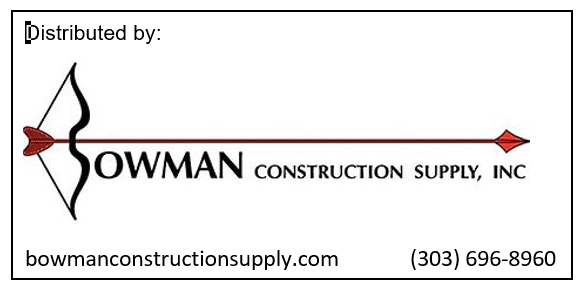 Distributed by:
BOWMAN CONSTRUCTION SUPPLY, INC
bowmanconstructionsupply.com (303) 696-8960